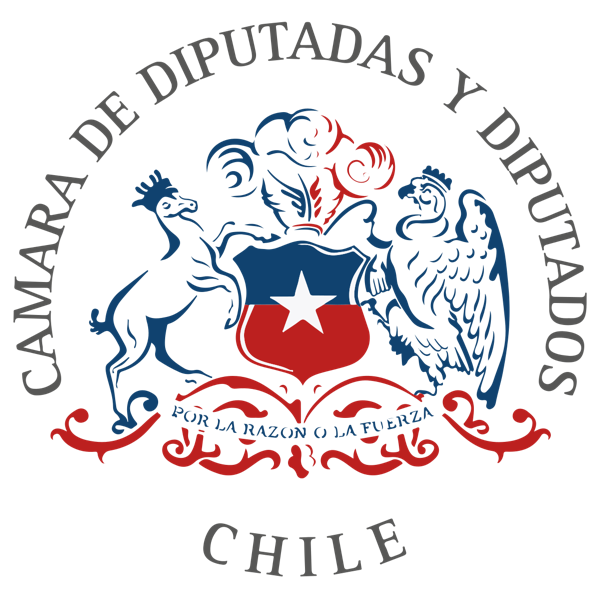 CAMARA DE DIPUTADAS Y DIPUTADOS
POR LA RAZON O LA FUERZA
CHILE